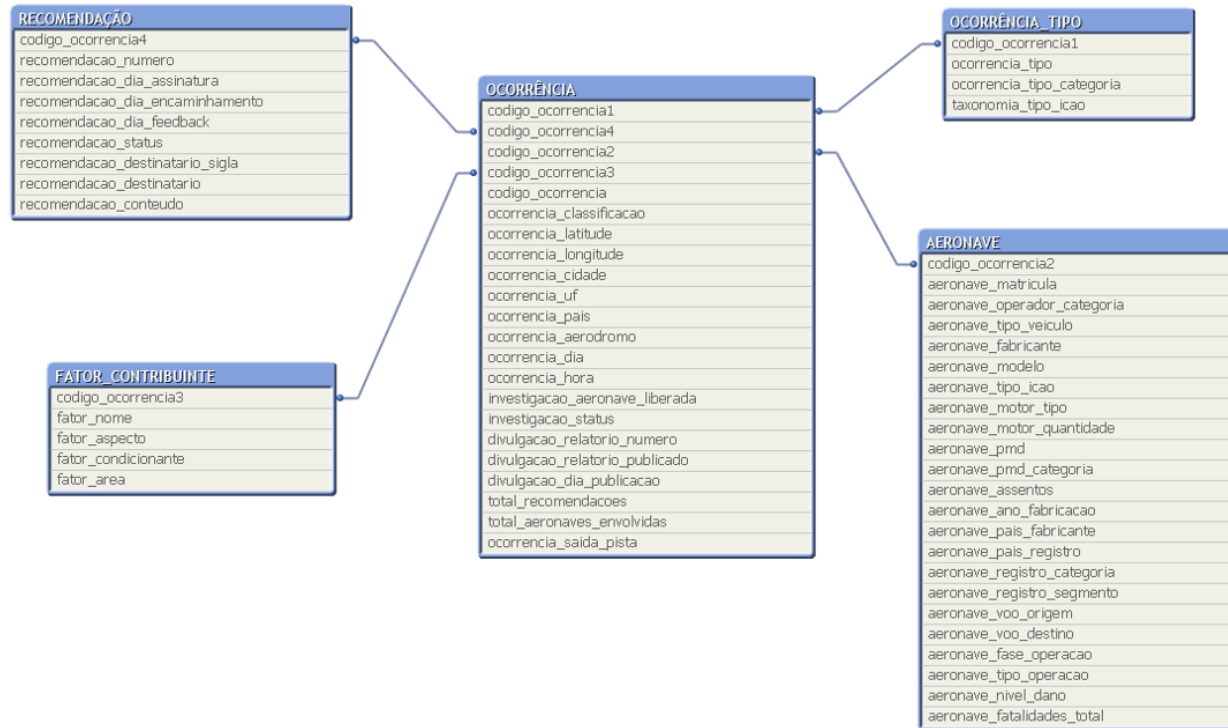 RECOMENDAÇÃO
codigo_ocorrencia4
recomendacao_numero
recomendacao_dia_assinatura
recomendacao_dia_encaminhamento
recomendacao_dia_feedback
recomendacao_status
recomendacao_destinatario_sigla
recomendacao_destinatario
recomendacao_conteudo
FATOR_CONTRIBUINTE
codigo_ocorrencia3
fator_nome
fator_aspecto
fator_condicionante
fator_area
OCORRÊNCIA
codigo_ocorrencia1
codigo_ocorrencia4
codigo_ocorrencia2
codigo_ocorrencia3
codigo_ocorrencia
ocorrencia_classificacao
ocorrencia_latitude
ocorrencia_longitude
ocorrencia_cidade
ocorrencia_uf
ocorrencia_pais
ocorrencia_aerodromo
ocorrencia_dia
ocorrencia_hora
investigacao_aeronave_liberada
investigacao_status
divulgacao_relatorio_numero
divulgacao_relatorio_publicado
divulgacao_dia_publicacao
total_recomendacoes
total_aeronaves_envolvidas
ocorrencia_saida_pista
OCORRÊNCIA_TIPO
codigo_ocorrencia1
ocorrencia_tipo
ocorrencia_tipo_categoria
taxonomia_tipo_icao
AERONAVE
codigo_ocorrencia2
aeronave_matricula
aeronave_operador_categoria
aeronave_tipo_veiculo
aeronave_fabricante
aeronave_modelo
aeronave_tipo_icao
aeronave_motor_tipo
aeronave_motor_quantidade
aeronave_pmd
aeronave_pmd_categoria
aeronave_assentos
aeronave_ano_fabricacao
aeronave_pais_fabricante
aeronave_pais_registro
aeronave_registro_categoria
aeronave_registro_segmento
aeronave_voo_origem
aeronave_voo_destino
aeronave_fase_operacao
aeronave_tipo_operacao
aeronave_nivel_dano
aeronave_fatalidades_total